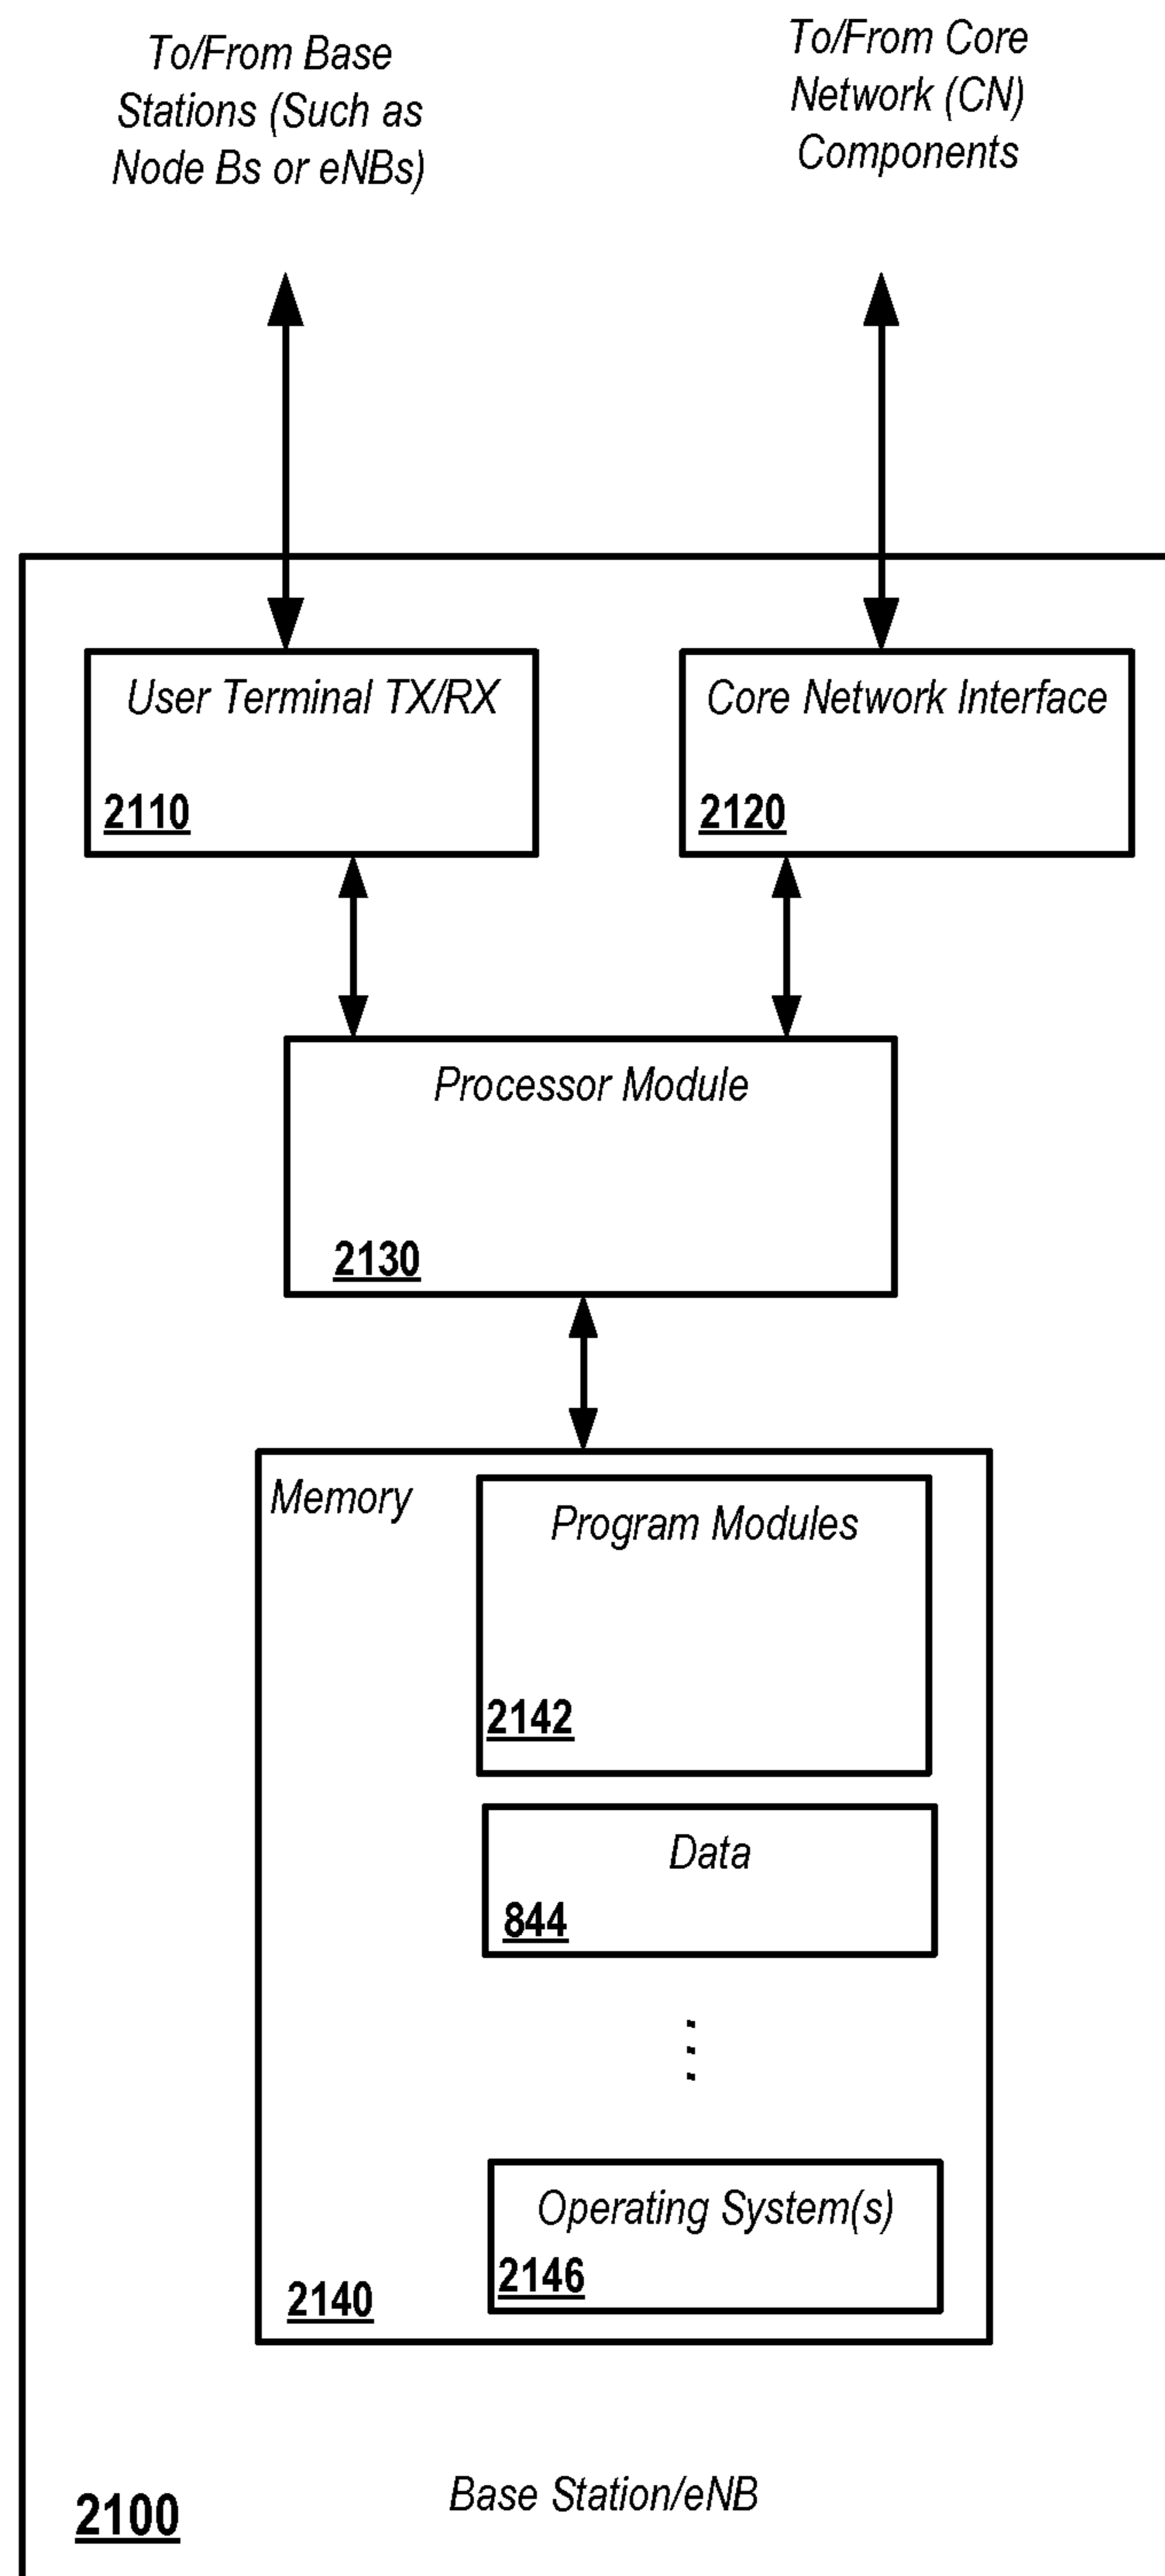 To/From Base
Stations (Such as
Node Bs or eNBs)
To/From Core
Network (CN)
Components
User Terminal TX/RX
2110
Core Network Interface
2120
Processor Module
2130
Memory
Program Modules
2142
Data
844
Operating System(s)
2146
2140
Base Station/eNB
2100